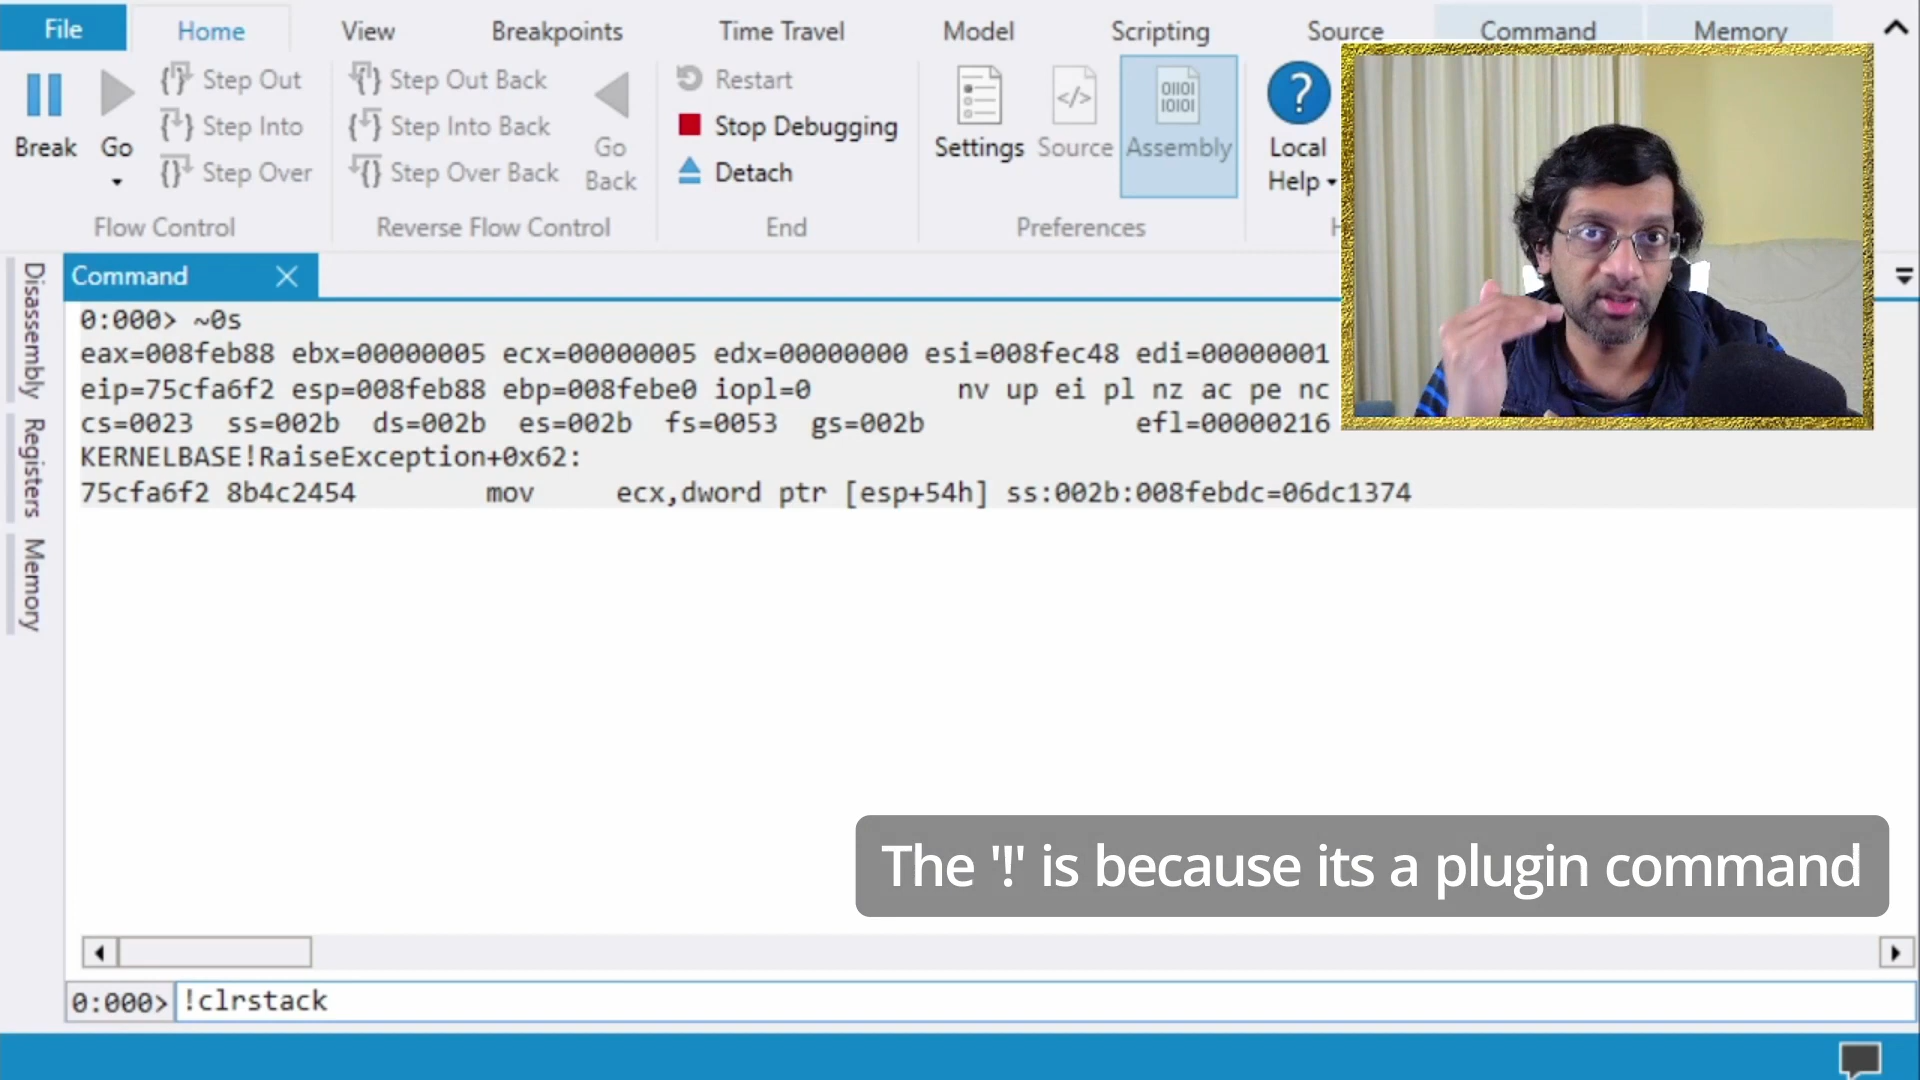 File Home View Breakpoints Time Travel Model Scripting Source Command Memory
Break
Go
Step Out
Step Into
Step Over
Flow Control
Step Out Back
Step Into Back
Step Over Back
Go
Back
Reverse Flow Control
Restart
Stop Debugging
Detach
End
Settings Source Assembly
Preferences
01101
10101
</>
?
Local
Help
Disassembly
Registers
Memory
Command
0:000> ~0s
eax=008feb88 ebx=00000005 ecx=00000005 edx=00000000 esi=008fec48 edi=00000001
eip=75cfa6f2 esp=008feb88 ebp=008febe0 iopl=0 nv up ei pl nz ac pe nc
cs=0023 ss=002b ds=002b es=002b fs=0053 gs=002b efl=00000216
KERNELBASE!RaiseException+0x62:
75cfa6f2 8b4c2454 mov ecx,dword ptr [esp+54h] ss:002b:008febdc=06dc1374
The '!' is because its a plugin command
0:000> !clrstack